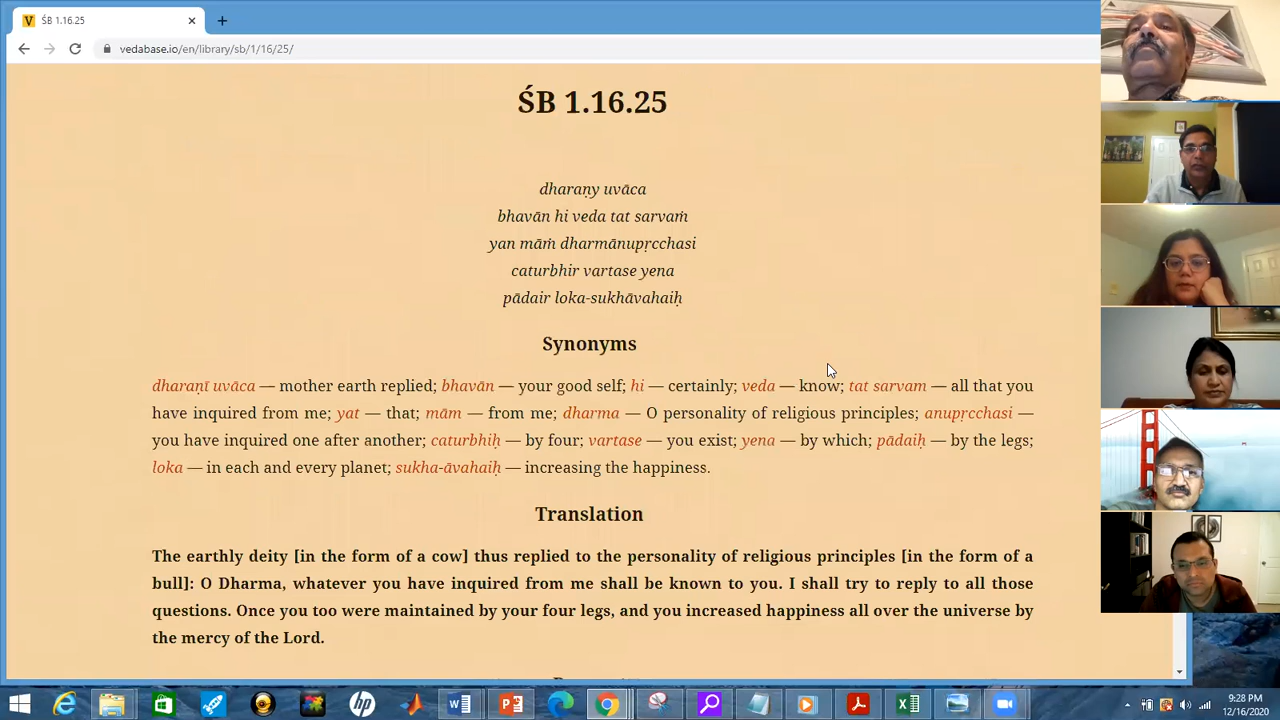 ŚB 1.16.25
vedabase.io/en/library/sb/1/16/25/
ŚB 1.16.25
dharaṇy uvāca
bhavān hi veda tat sarvaṁ
yan māṁ dharmānupṛcchasi
caturbhir vartase yena
pādair loka-sukhāvahaiḥ
Synonyms
dharaṇī uvāca — mother earth replied; bhavān — your good self; hi — certainly; veda — know; tat sarvam — all that you
have inquired from me; yat — that; mām — from me; dharma — O personality of religious principles; anupṛcchasi —
you have inquired one after another; caturbhiḥ — by four; vartase — you exist; yena — by which; pādaiḥ — by the legs;
loka — in each and every planet; sukha-āvahaiḥ — increasing the happiness.
Translation
The earthly deity [in the form of a cow] thus replied to the personality of religious principles [in the form of a
bull]: O Dharma, whatever you have inquired from me shall be known to you. I shall try to reply to all those
questions. Once you too were maintained by your four legs, and you increased happiness all over the universe by
the mercy of the Lord.
9:28 PM
12/16/2020